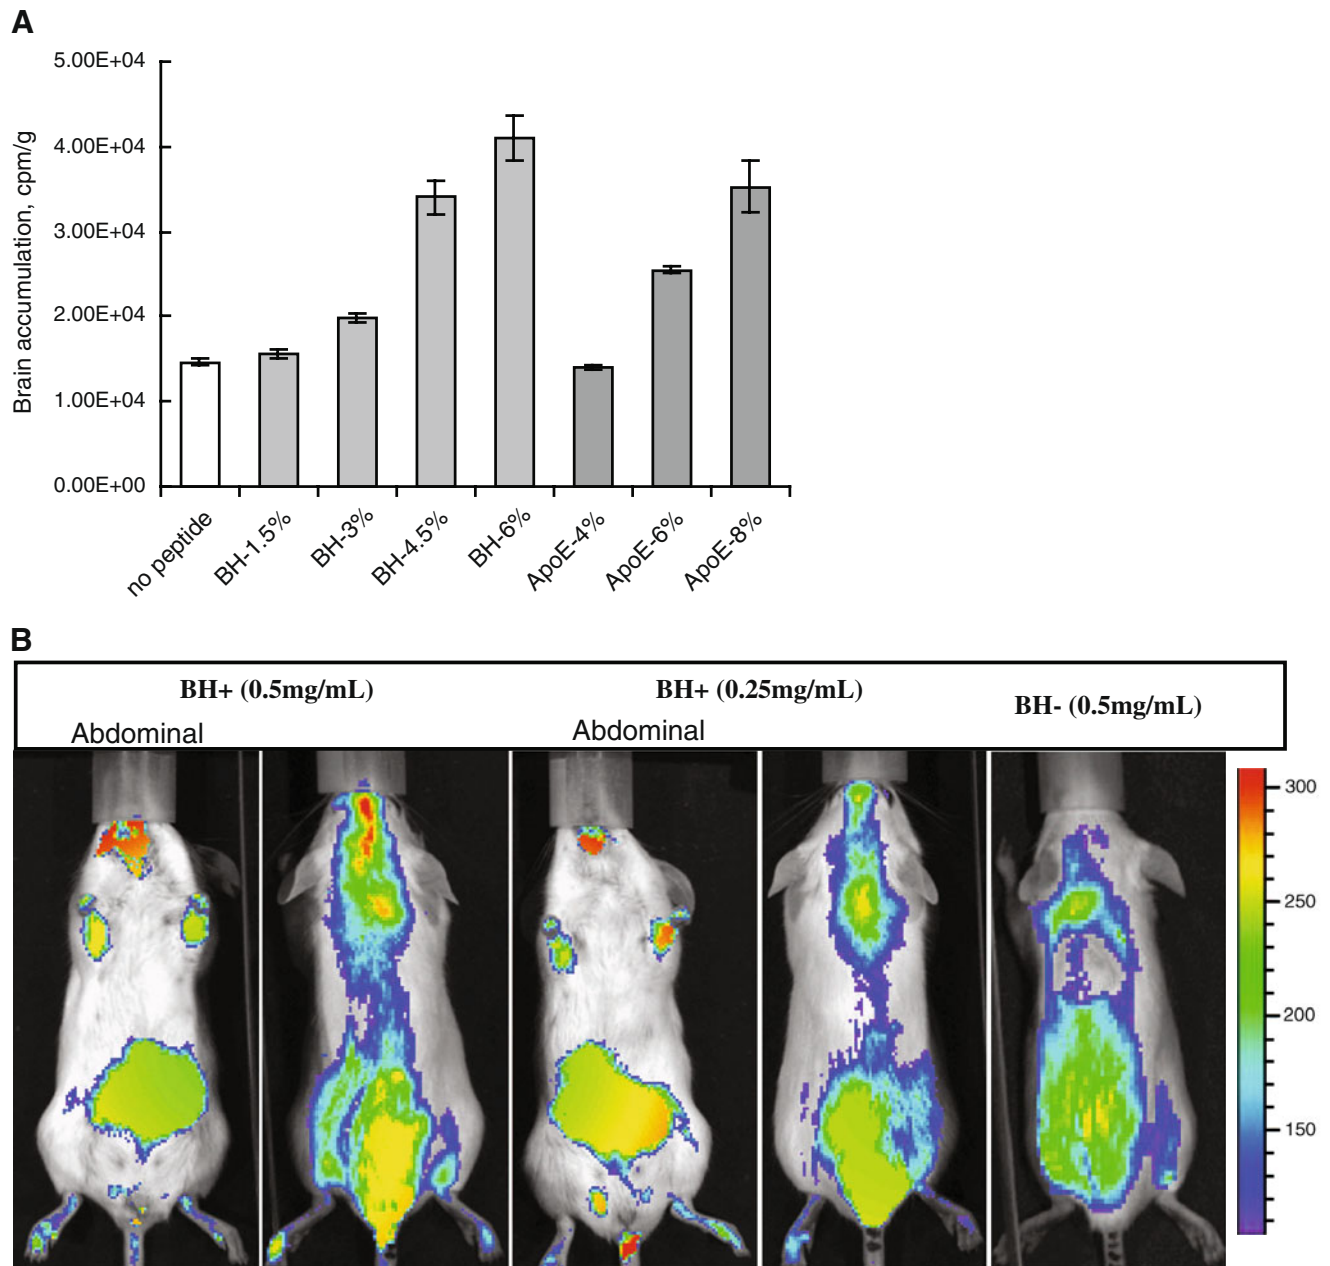 A
5.00E+04
4.00E+04
3.00E+04
2.00E+04
1.00E+04
0.00E+00
Brain accumulation, cpm/g
no peptide
BH-1.5%
BH-3%
BH-4.5%
BH-6%
ApoE-4%
ApoE-6%
ApoE-8%
B
BH+ (0.5mg/mL)
BH+ (0.25mg/mL)
BH- (0.5mg/mL)
Abdominal
Abdominal
300
250
200
150